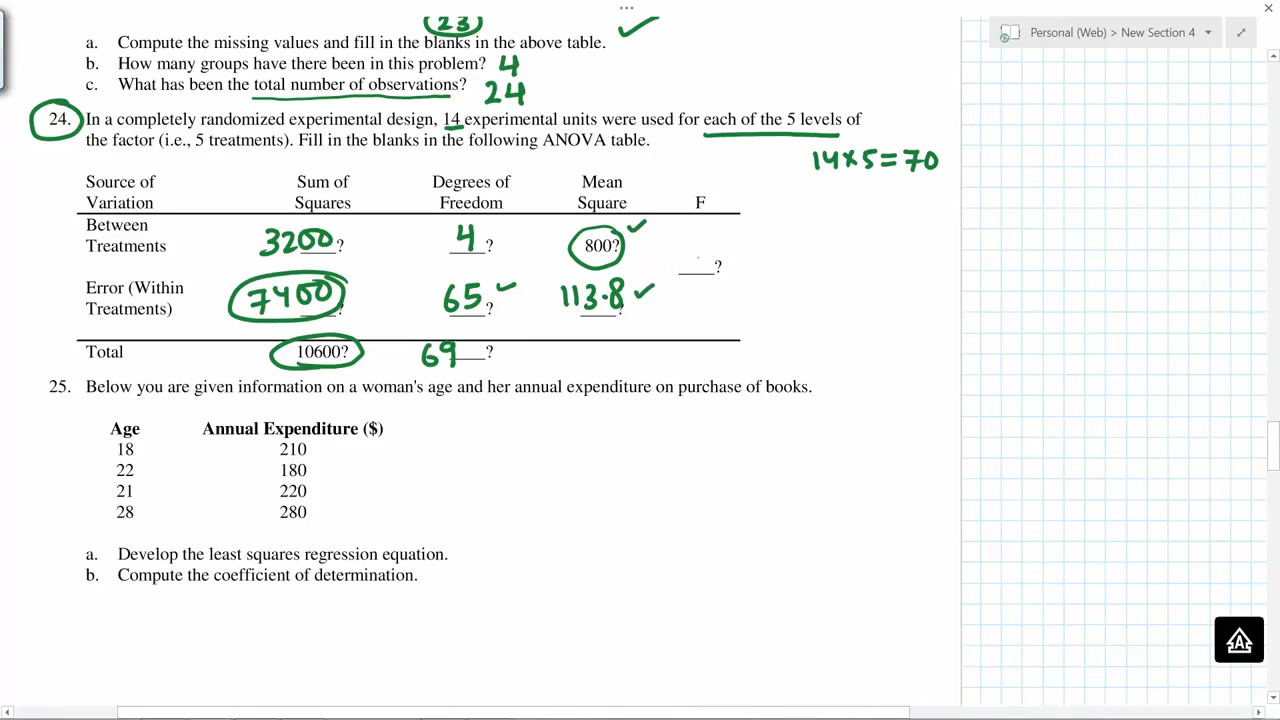 (23)
a. Compute the missing values and fill in the blanks in the above table.
b. How many groups have there been in this problem? 4
c. What has been the total number of observations? 24
24. In a completely randomized experimental design, 14 experimental units were used for each of the 5 levels of
the factor (i.e., 5 treatments). Fill in the blanks in the following ANOVA table.
14×5=70
Source of Sum of Degrees of Mean
Variation Squares Freedom Square F
Between
Treatments 3200 ____? 4 ____? 800?
____?
Error (Within
Treatments) 7400 ____? 65 ____? 113.8 ____?
Total 10600? 69 ____?
25. Below you are given information on a woman's age and her annual expenditure on purchase of books.
Age Annual Expenditure ($)
18 210
22 180
21 220
28 280
a. Develop the least squares regression equation.
b. Compute the coefficient of determination.
Personal (Web) > New Section 4
A